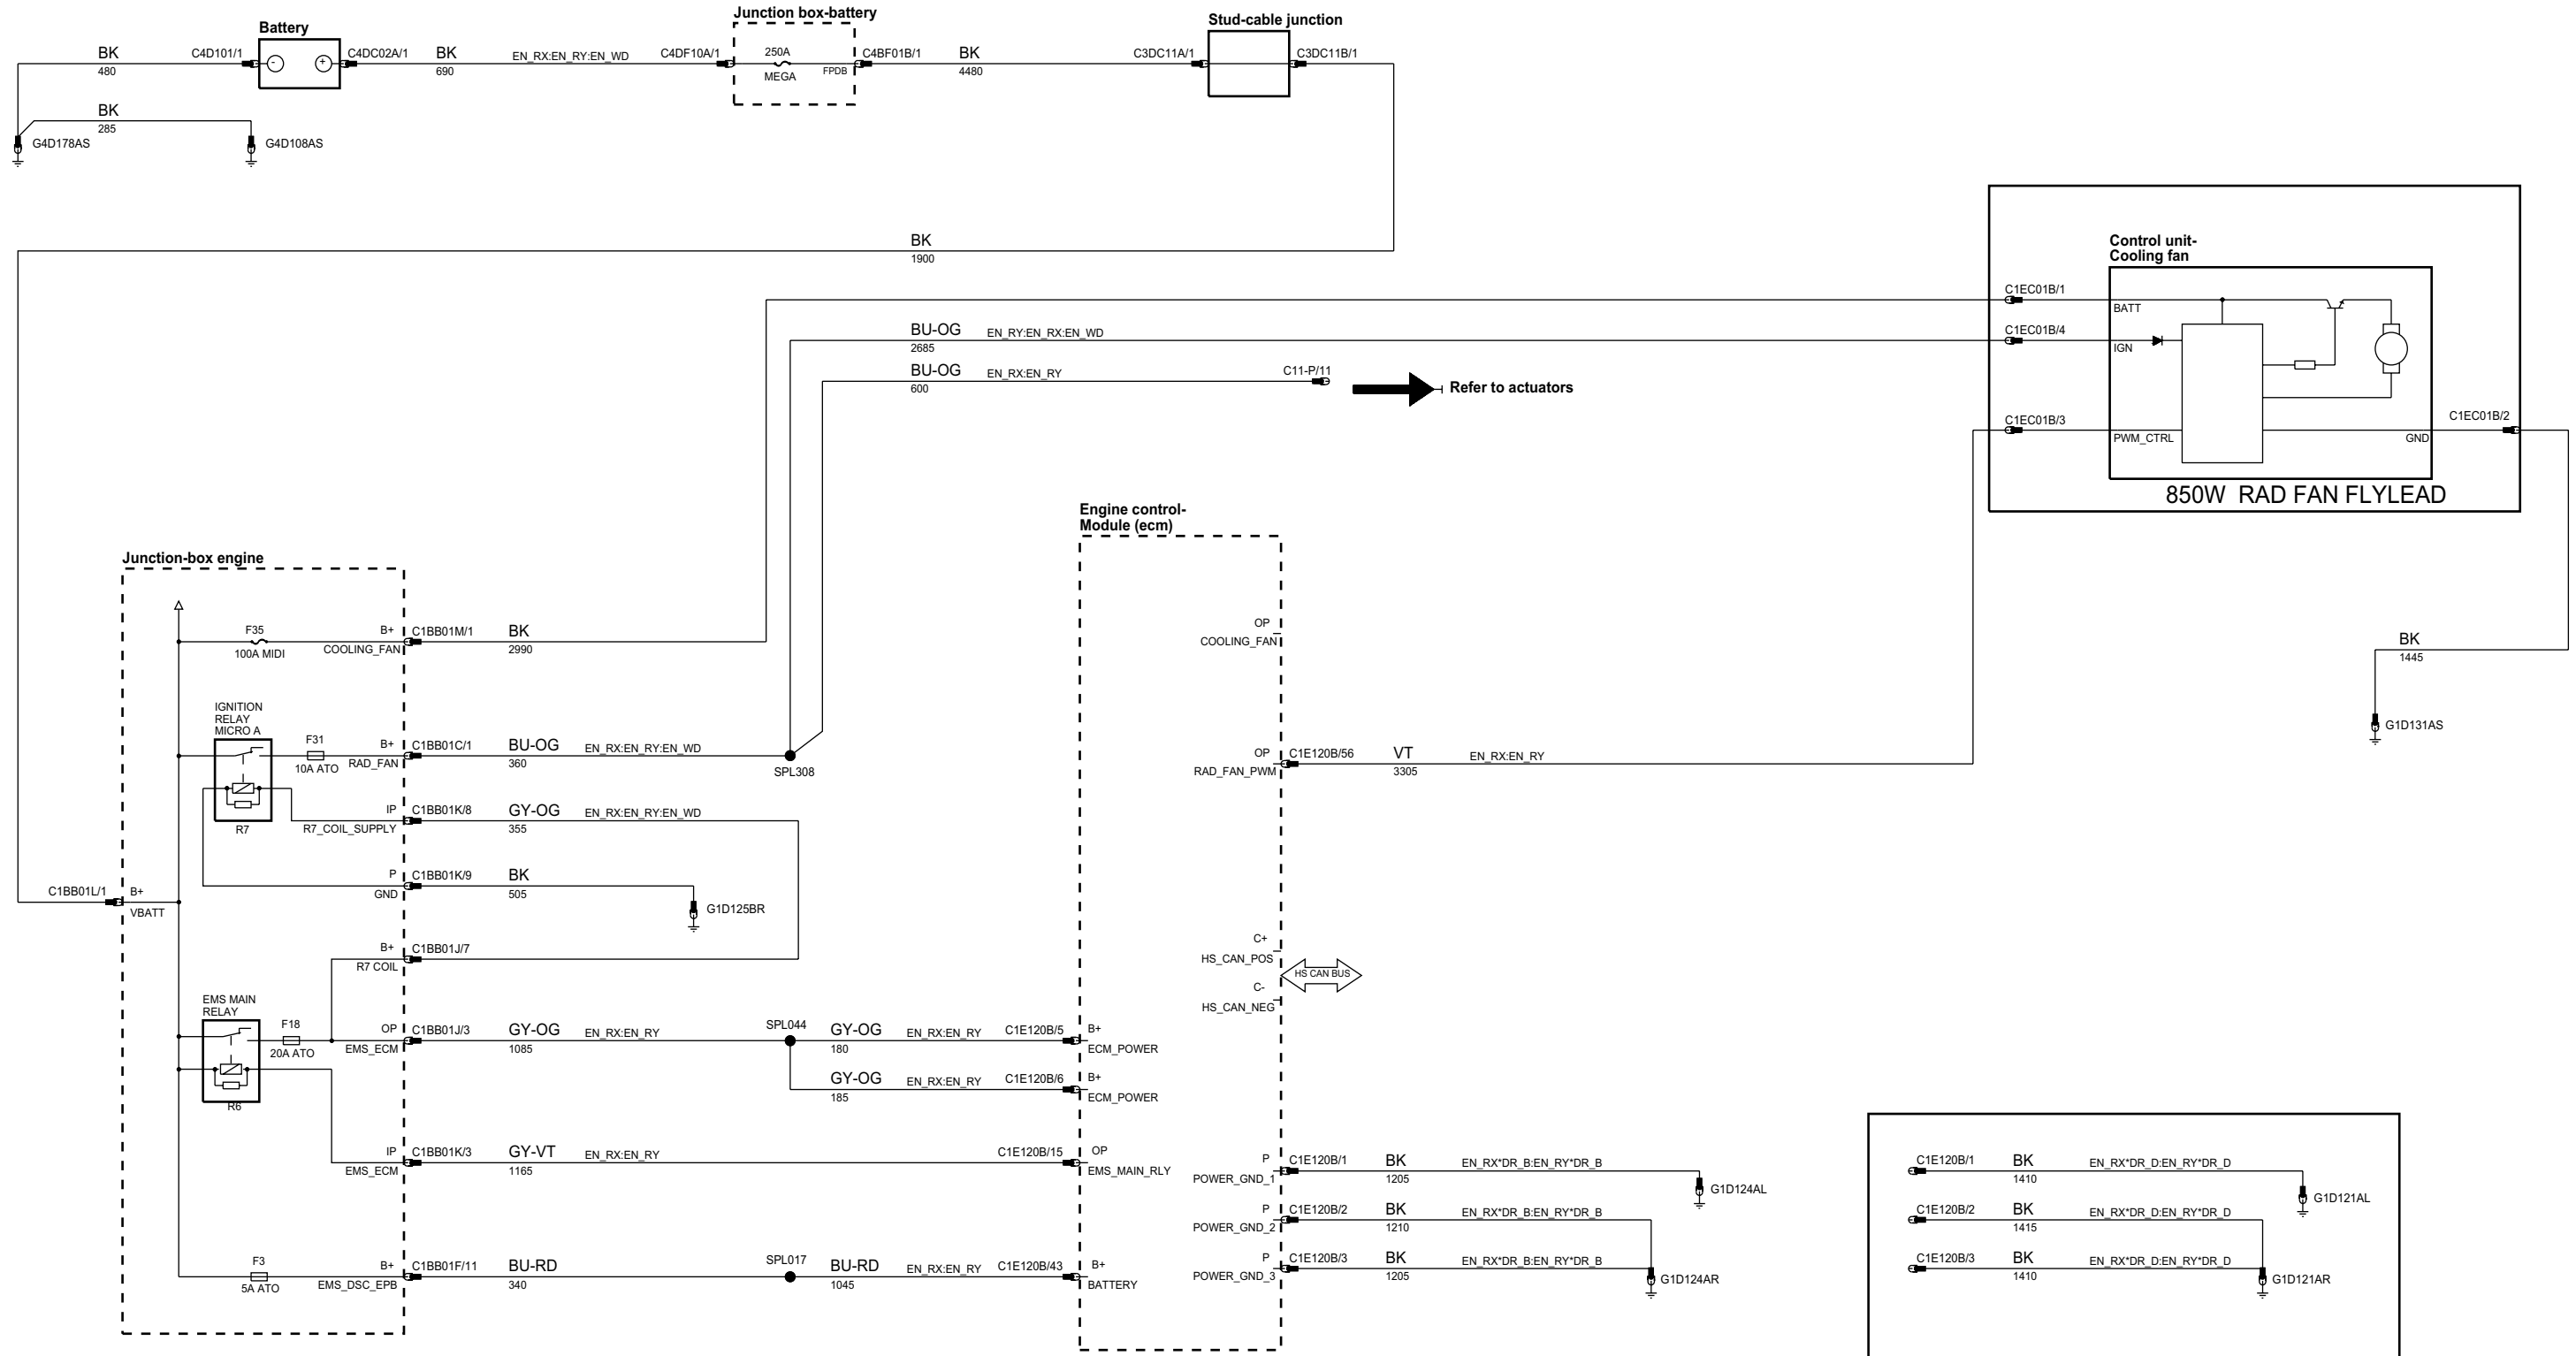 Battery
Junction box-battery
Stud-cable junction
BK
480
C4D101/1
-
+
C4DC02A/1
BK
690
EN_RX:EN_RY:EN_WD
C4DF10A/1
250A
MEGA
FPDB
C4BF01B/1
BK
4480
C3DC11A/1
C3DC11B/1
BK
285
G4D178AS
G4D108AS
BK
1900
Control unit-
Cooling fan
C1EC01B/1
BATT
BU-OG
2685
EN_RY:EN_RX:EN_WD
C1EC01B/4
IGN
BU-OG
600
EN_RX:EN_RY
C11-P/11
Refer to actuators
C1EC01B/3
PWM_CTRL
GND
C1EC01B/2
850W RAD FAN FLYLEAD
BK
1445
G1D131AS
Junction-box engine
F35
100A MIDI
B+
COOLING_FAN
C1BB01M/1
BK
2990
IGNITION
RELAY
MICRO A
R7
F31
10A ATO
B+
RAD_FAN
C1BB01C/1
BU-OG
360
EN_RX:EN_RY:EN_WD
SPL308
IP
R7_COIL_SUPPLY
C1BB01K/8
GY-OG
355
EN_RX:EN_RY:EN_WD
P
GND
C1BB01K/9
BK
505
G1D125BR
C1BB01L/1
B+
VBATT
B+
R7 COIL
C1BB01J/7
EMS MAIN
RELAY
R6
F18
20A ATO
OP
EMS_ECM
C1BB01J/3
GY-OG
1085
EN_RX:EN_RY
SPL044
GY-OG
180
EN_RX:EN_RY
C1E120B/5
B+
ECM_POWER
GY-OG
185
EN_RX:EN_RY
C1E120B/6
B+
ECM_POWER
IP
EMS_ECM
C1BB01K/3
GY-VT
1165
EN_RX:EN_RY
C1E120B/15
OP
EMS_MAIN_RLY
F3
5A ATO
B+
EMS_DSC_EPB
C1BB01F/11
BU-RD
340
SPL017
BU-RD
1045
EN_RX:EN_RY
C1E120B/43
B+
BATTERY
Engine control-
Module (ecm)
OP
COOLING_FAN
OP
RAD_FAN_PWM
C1E120B/56
VT
3305
EN_RX:EN_RY
C+
HS_CAN_POS
HS CAN BUS
C-
HS_CAN_NEG
P
POWER_GND_1
C1E120B/1
BK
1205
EN_RX*DR_B:EN_RY*DR_B
G1D124AL
P
POWER_GND_2
C1E120B/2
BK
1210
EN_RX*DR_B:EN_RY*DR_B
P
POWER_GND_3
C1E120B/3
BK
1205
EN_RX*DR_B:EN_RY*DR_B
G1D124AR
C1E120B/1
BK
1410
EN_RX*DR_D:EN_RY*DR_D
G1D121AL
C1E120B/2
BK
1415
EN_RX*DR_D:EN_RY*DR_D
C1E120B/3
BK
1410
EN_RX*DR_D:EN_RY*DR_D
G1D121AR